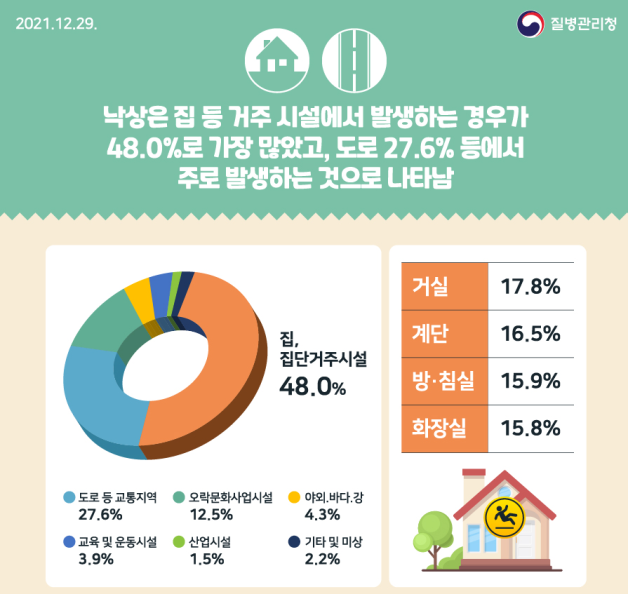 2021.12.29.
질병관리청
낙상은 집 등 거주 시설에서 발생하는 경우가
48.0%로 가장 많았고, 도로 27.6% 등에서
주로 발생하는 것으로 나타남
집,
집단거주시설
48.0%
도로 등 교통지역
27.6%
오락문화사업시설
12.5%
야외.바다.강
4.3%
교육 및 운동시설
3.9%
산업시설
1.5%
기타 및 미상
2.2%
거실 17.8%
계단 16.5%
방·침실 15.9%
화장실 15.8%